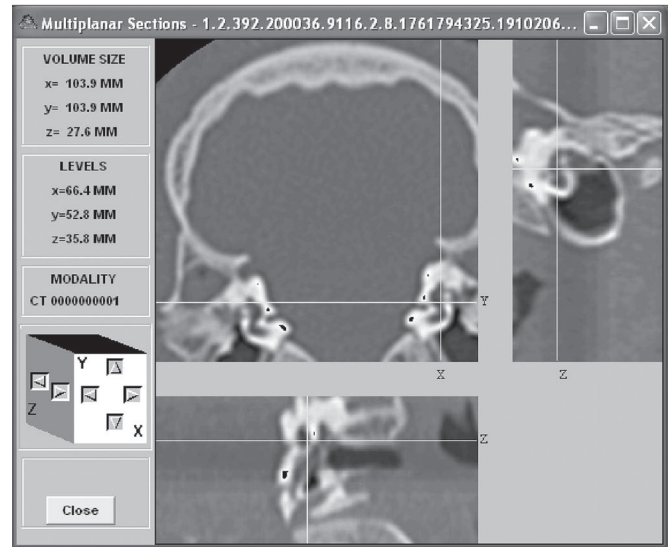 Multiplanar Sections - 1.2.392.200036.9116.2.8.1761794325.1910206...
VOLUME SIZE
x= 103.9 MM
y= 103.9 MM
z= 27.6 MM
LEVELS
x=66.4 MM
y=52.8 MM
z=35.8 MM
MODALITY
CT 0000000001
Y
Z
X
Close
Y
X
Z
Z